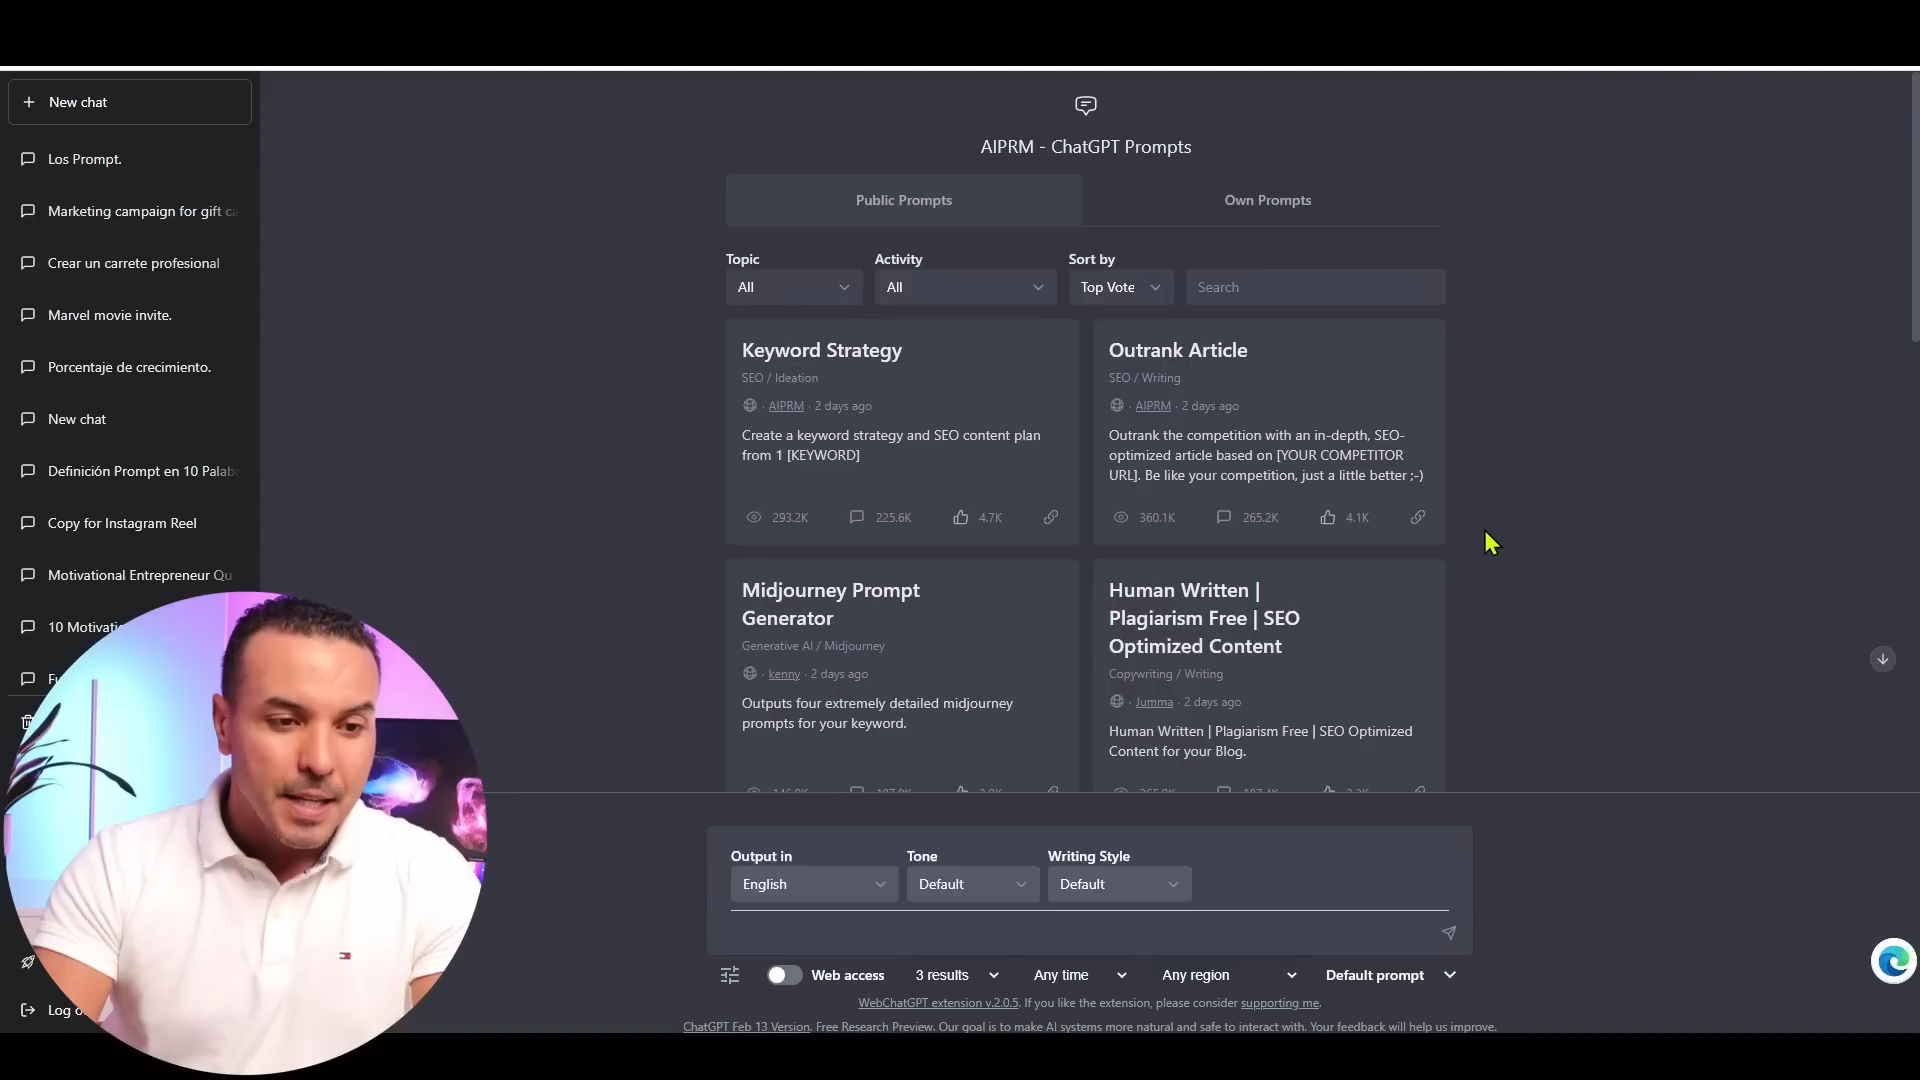 New chat
Los Prompt.
Marketing campaign for gift ca
Crear un carrete profesional
Marvel movie invite.
Porcentaje de crecimiento.
New chat
Definición Prompt en 10 Palab
Copy for Instagram Reel
Motivational Entrepreneur Qu
10 Motivati
Log o
AIPRM - ChatGPT Prompts
Public Prompts
Own Prompts
Topic
Activity
Sort by
All
All
Top Vote
Search
Keyword Strategy
SEO / Ideation
· AIPRM · 2 days ago
Create a keyword strategy and SEO content plan
from 1 [KEYWORD]
293.2K 225.6K 4.7K
Outrank Article
SEO / Writing
· AIPRM · 2 days ago
Outrank the competition with an in-depth, SEO-
optimized article based on [YOUR COMPETITOR
URL]. Be like your competition, just a little better ;-)
360.1K 265.2K 4.1K
Midjourney Prompt
Generator
Generative AI / Midjourney
· kenny · 2 days ago
Outputs four extremely detailed midjourney
prompts for your keyword.
Human Written |
Plagiarism Free | SEO
Optimized Content
Copywriting / Writing
· Jumma · 2 days ago
Human Written | Plagiarism Free | SEO Optimized
Content for your Blog.
Output in
Tone
Writing Style
English
Default
Default
Web access
3 results
Any time
Any region
Default prompt
WebChatGPT extension v.2.0.5. If you like the extension, please consider supporting me.
ChatGPT Feb 13 Version. Free Research Preview. Our goal is to make AI systems more natural and safe to interact with. Your feedback will help us improve.